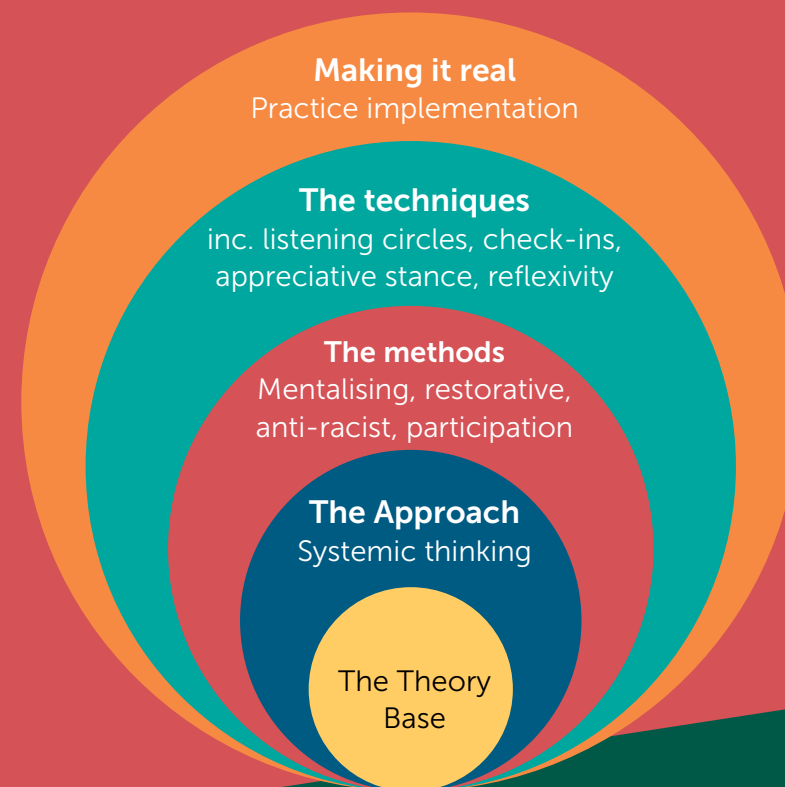 Making it real
Practice implementation
The techniques
inc. listening circles, check-ins,
appreciative stance, reflexivity
The methods
Mentalising, restorative,
anti-racist, participation
The Approach
Systemic thinking
The Theory
Base